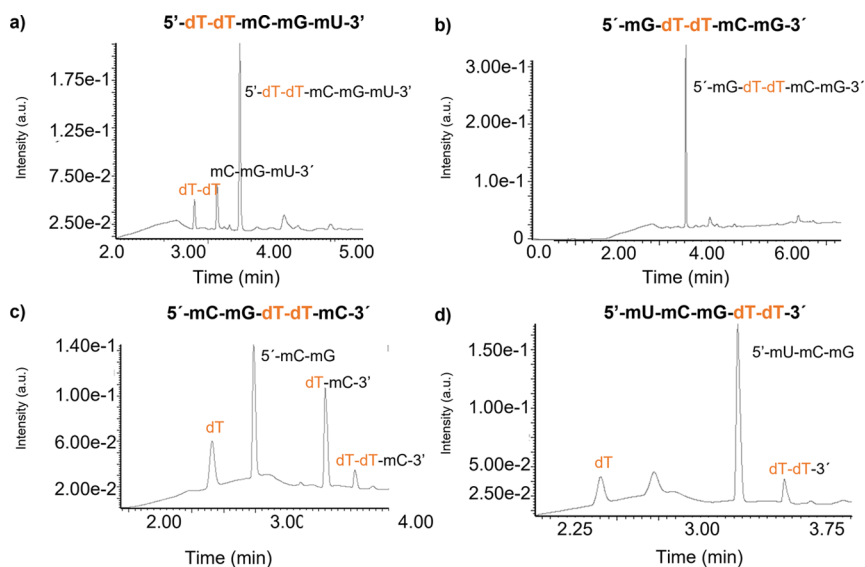 a)
5'-dT-dT-mC-mG-mU-3'
Intensity (a.u.)
1.75e-1
1.25e-1
7.50e-2
2.50e-2
5'-dT-dT-mC-mG-mU-3'
mC-mG-mU-3´
dT-dT
2.0
3.00
4.00
5.00
Time (min)
b)
5´-mG-dT-dT-mC-mG-3´
Intensity (a.u.)
3.00e-1
2.00e-1
1.0e-1
0
5´-mG-dT-dT-mC-mG-3´
0.0
2.00
4.00
6.00
Time (min)
c)
5´-mC-mG-dT-dT-mC-3´
Intensity (a.u.)
1.40e-1
1.00e-1
6.00e-2
2.00e-2
5´-mC-mG
dT-mC-3'
dT
dT-dT-mC-3'
3.00
4.00
Time (min)
d)
5'-mU-mC-mG-dT-dT-3´
Intensity (a.u.)
1.50e-1
1.00e-1
5.00e-2
2.50e-2
5'-mU-mC-mG
dT
dT-dT-3´
2.25
3.00
3.75
Time (min)